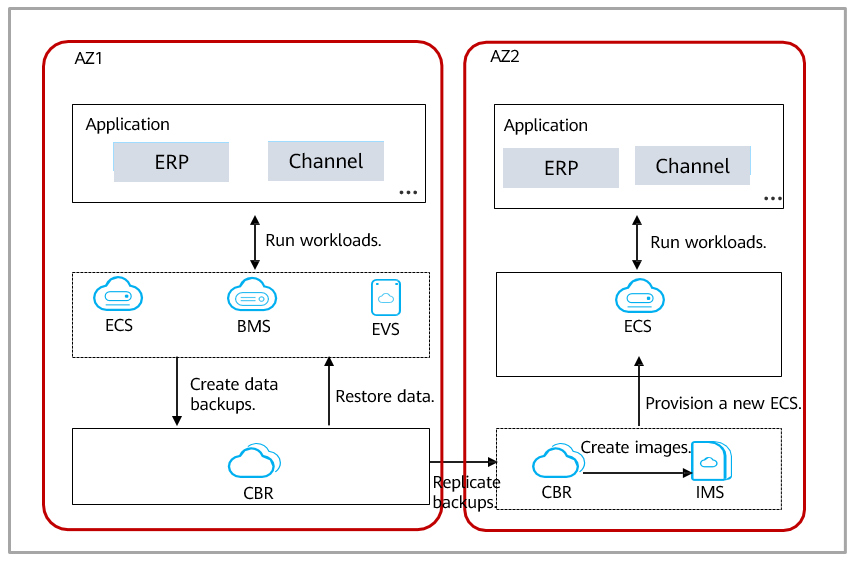 AZ1
Application
ERP
Channel
...
Run workloads.
ECS
BMS
EVS
Create data
backups.
Restore data.
CBR
Replicate
backups.
AZ2
Application
ERP
Channel
...
Run workloads.
ECS
Provision a new ECS.
Create images.
CBR
IMS